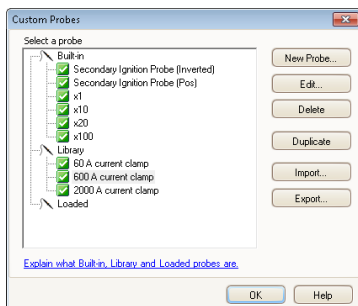 Custom Probes
Select a probe
Built-in
Secondary Ignition Probe (Inverted)
Secondary Ignition Probe (Pos)
x1
x10
x20
x100
Library
60 A current clamp
600 A current clamp
2000 A current clamp
Loaded
New Probe...
Edit...
Delete
Duplicate
Import...
Export...
Explain what Built-in, Library and Loaded probes are.
OK
Help